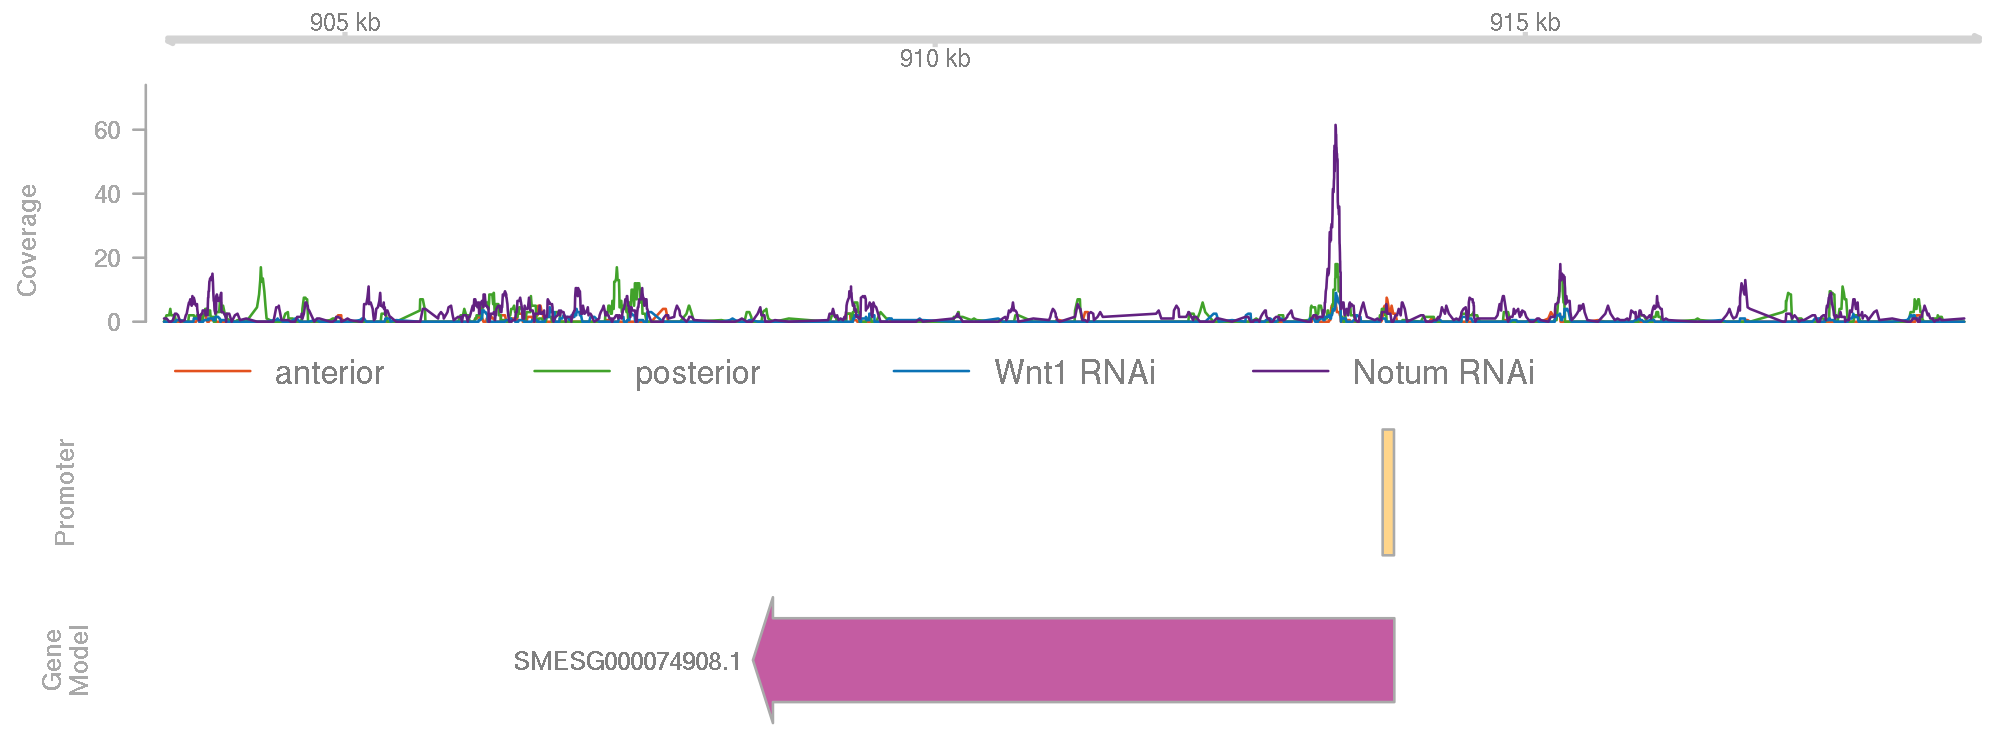 905 kb
915 kb
910 kb
60
40
20
0
Coverage
anterior
posterior
Wnt1 RNAi
Notum RNAi
Promoter
0
SMESG000074908.1
Gene
Model